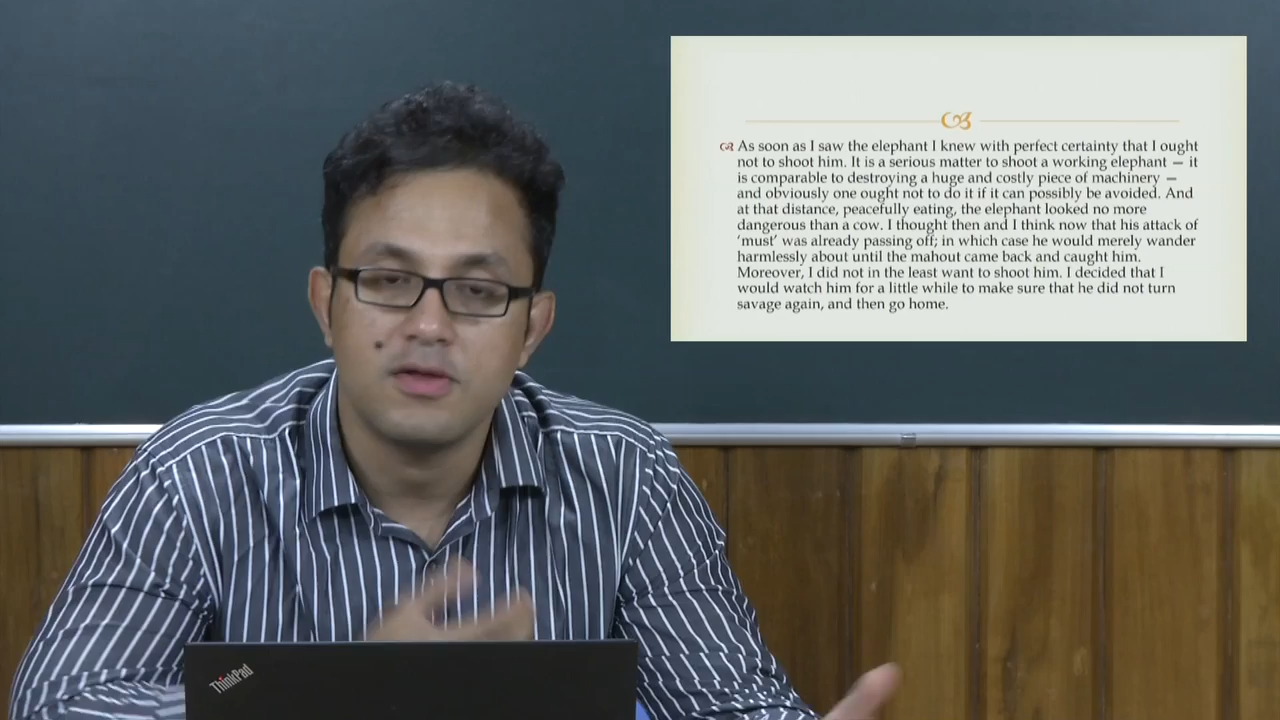 As soon as I saw the elephant I knew with perfect certainty that I ought
not to shoot him. It is a serious matter to shoot a working elephant — it
is comparable to destroying a huge and costly piece of machinery —
and obviously one ought not to do it if it can possibly be avoided. And
at that distance, peacefully eating, the elephant looked no more
dangerous than a cow. I thought then and I think now that his attack of
‘must’ was already passing off; in which case he would merely wander
harmlessly about until the mahout came back and caught him.
Moreover, I did not in the least want to shoot him. I decided that I
would watch him for a little while to make sure that he did not turn
savage again, and then go home.
ThinkPad